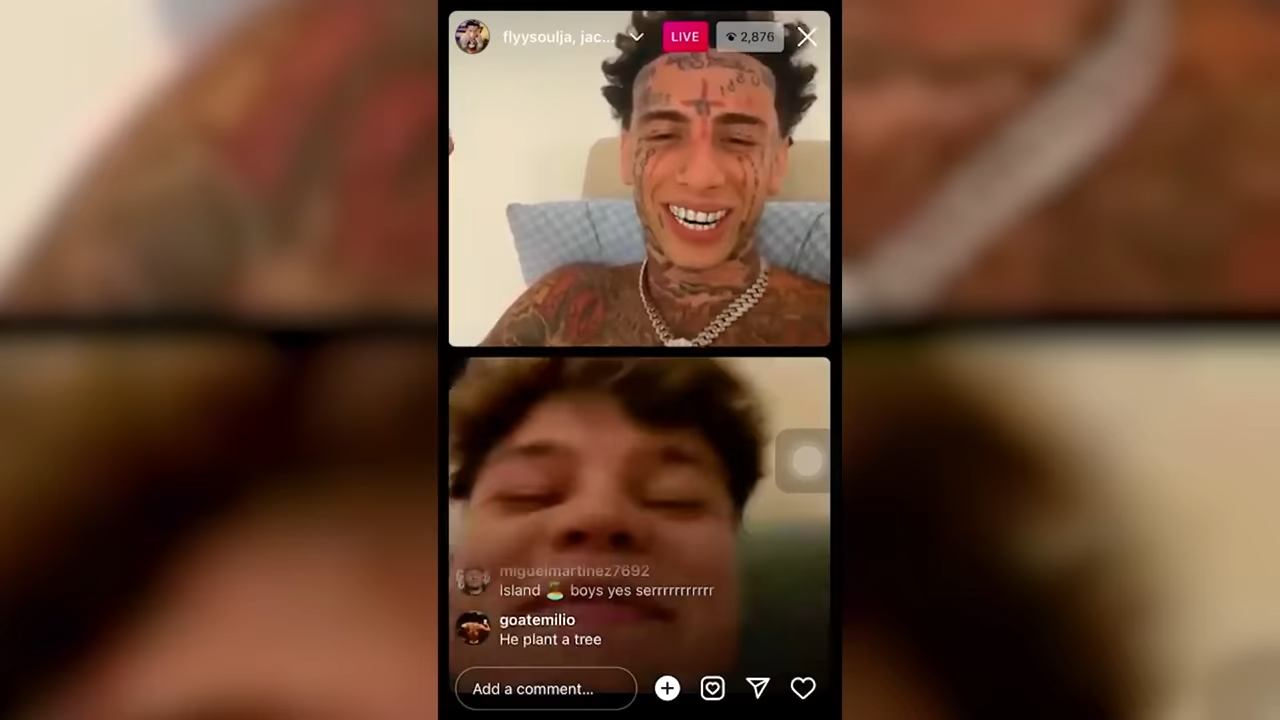 flyysoulja, jac...
LIVE
2,876
miguelmartinez7692
Island 🏝️ boys yes serrrrrrrrrrr
goatemilio
He plant a tree
Add a comment...